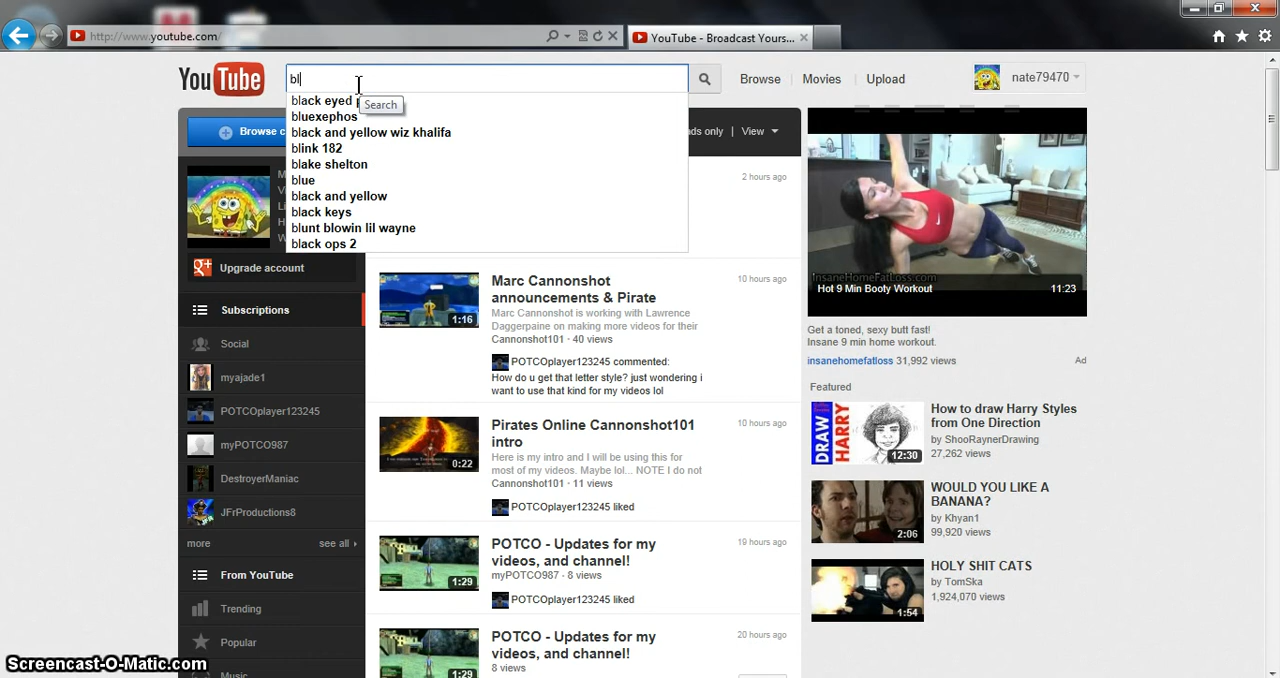 http://www.youtube.com/
YouTube - Broadcast Yours...
You Tube
bl
Browse
Movies
Upload
nate79470
black eyed p
Search
bluexephos
black and yellow wiz khalifa
blink 182
blake shelton
blue
black and yellow
black keys
blunt blowin lil wayne
black ops 2
Browse c
ds only | View
2 hours ago
Upgrade account
Subscriptions
Social
myajade1
POTCOplayer123245
myPOTCO987
DestroyerManiac
JFrProductions8
more
see all
From YouTube
Trending
Popular
Music
Marc Cannonshot
announcements & Pirate
10 hours ago
Marc Cannonshot is working with Lawrence
Daggerpaine on making more videos for their
Cannonshot101 · 40 views
1:16
POTCOplayer123245 commented:
How do u get that letter style? just wondering i
want to use that kind for my videos lol
Pirates Online Cannonshot101
intro
10 hours ago
Here is my intro and I will be using this for
most of my videos. Maybe lol... NOTE I do not
Cannonshot101 · 11 views
0:22
POTCOplayer123245 liked
POTCO - Updates for my
videos, and channel!
19 hours ago
myPOTCO987 · 8 views
1:29
POTCOplayer123245 liked
POTCO - Updates for my
videos, and channel!
20 hours ago
8 views
1:29
InsaneHomeFatLoss.com
Hot 9 Min Booty Workout
11:23
Get a toned, sexy butt fast!
Insane 9 min home workout.
insanehomefatloss 31,992 views
Ad
Featured
DRAW
HARRY
12:30
How to draw Harry Styles
from One Direction
by ShooRaynerDrawing
27,262 views
WOULD YOU LIKE A
BANANA?
by Khyan1
99,920 views
2:06
HOLY SHIT CATS
by TomSka
1,924,070 views
1:54
Screencast-O-Matic.com